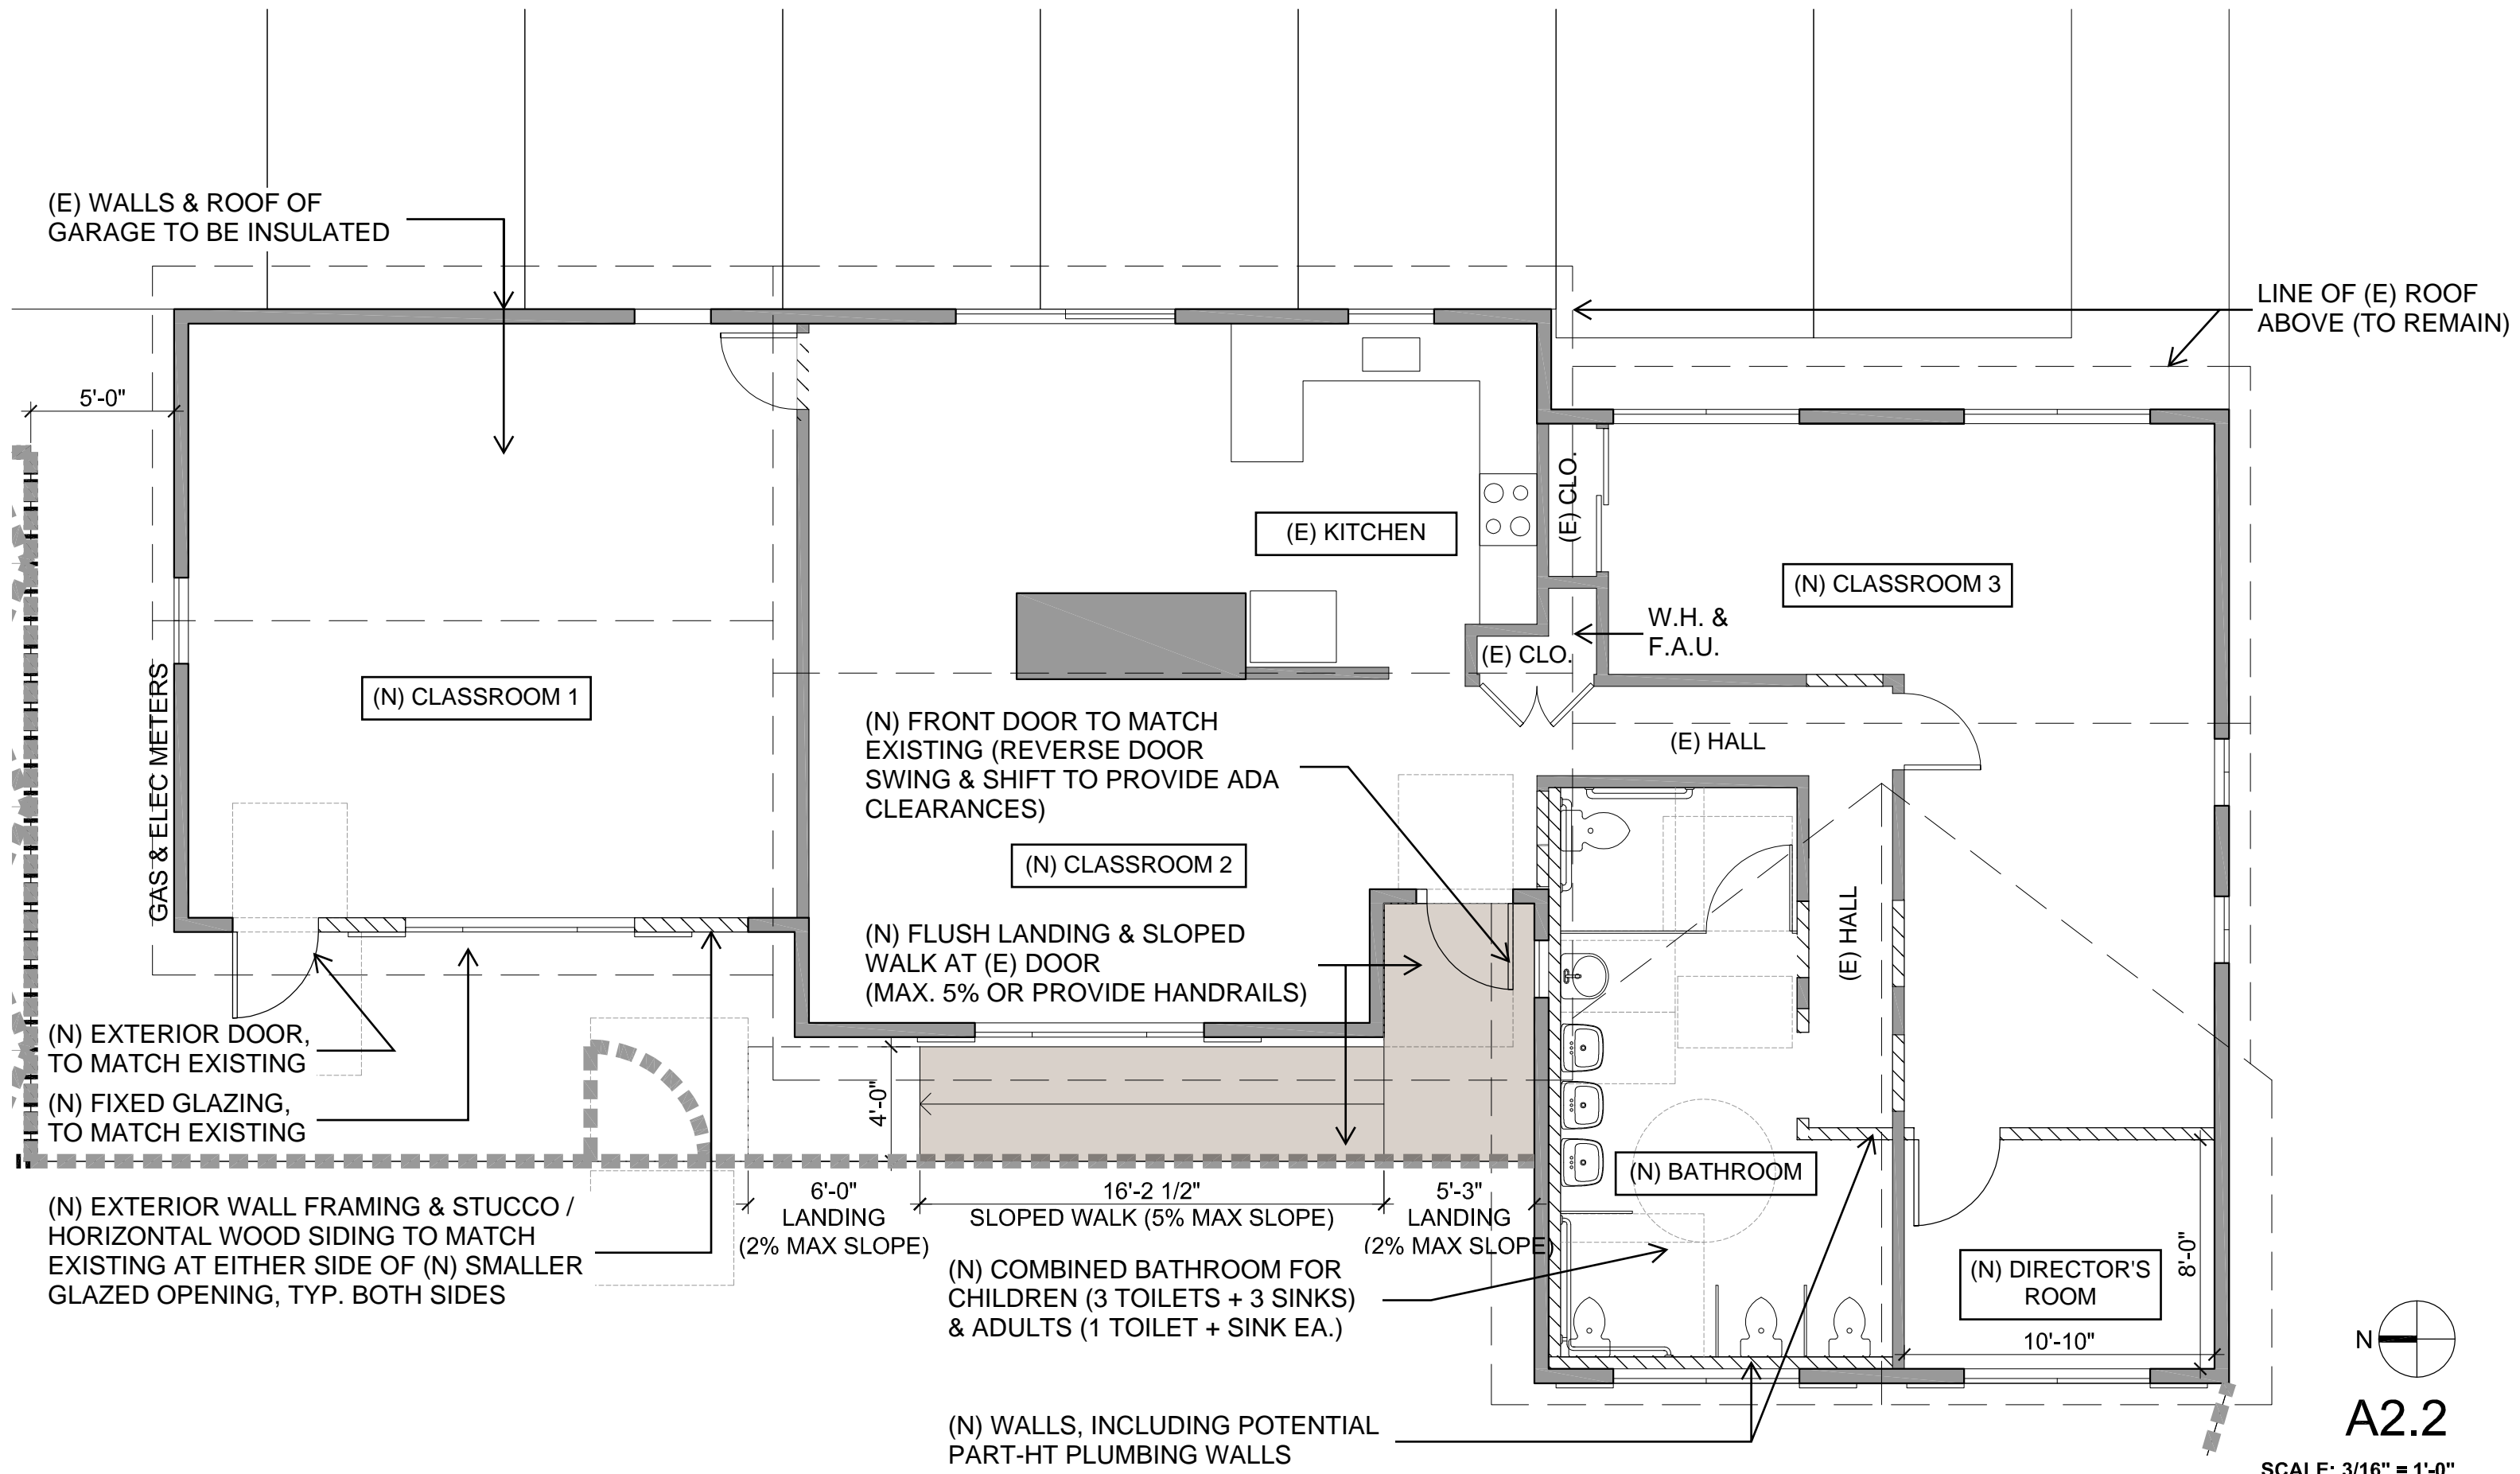 (E) WALLS & ROOF OF
GARAGE TO BE INSULATED
LINE OF (E) ROOF
ABOVE (TO REMAIN)
5'-0"
(E) CLO.
(E) KITCHEN
(N) CLASSROOM 3
W.H. &
F.A.U.
(E) CLO.
(N) CLASSROOM 1
GAS & ELEC METERS
(N) FRONT DOOR TO MATCH
EXISTING (REVERSE DOOR
SWING & SHIFT TO PROVIDE ADA
CLEARANCES)
(E) HALL
(N) CLASSROOM 2
(E) HALL
(N) FLUSH LANDING & SLOPED
WALK AT (E) DOOR
(MAX. 5% OR PROVIDE HANDRAILS)
(N) EXTERIOR DOOR,
TO MATCH EXISTING
(N) FIXED GLAZING,
TO MATCH EXISTING
4'-0"
(N) BATHROOM
6'-0"
LANDING
(2% MAX SLOPE)
16'-2 1/2"
SLOPED WALK (5% MAX SLOPE)
5'-3"
LANDING
(2% MAX SLOPE)
(N) EXTERIOR WALL FRAMING & STUCCO /
HORIZONTAL WOOD SIDING TO MATCH
EXISTING AT EITHER SIDE OF (N) SMALLER
GLAZED OPENING, TYP. BOTH SIDES
(N) COMBINED BATHROOM FOR
CHILDREN (3 TOILETS + 3 SINKS)
& ADULTS (1 TOILET + SINK EA.)
(N) DIRECTOR'S
ROOM
8'-0"
10'-10"
N
(N) WALLS, INCLUDING POTENTIAL
PART-HT PLUMBING WALLS
A2.2
SCALE: 3/16" = 1'-0"